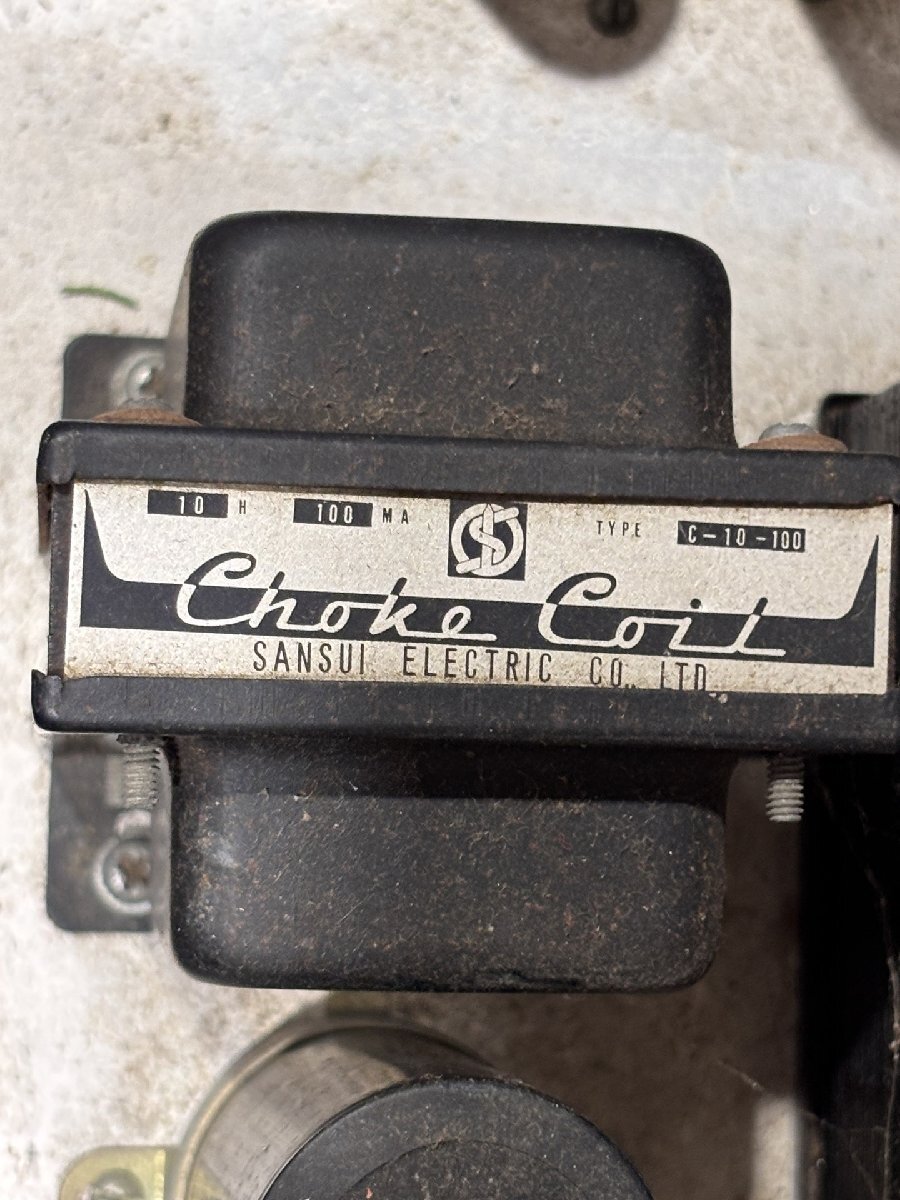 10 H 100 MA TYPE C-10-100
Choke Coil
SANSUI ELECTRIC CO., LTD.